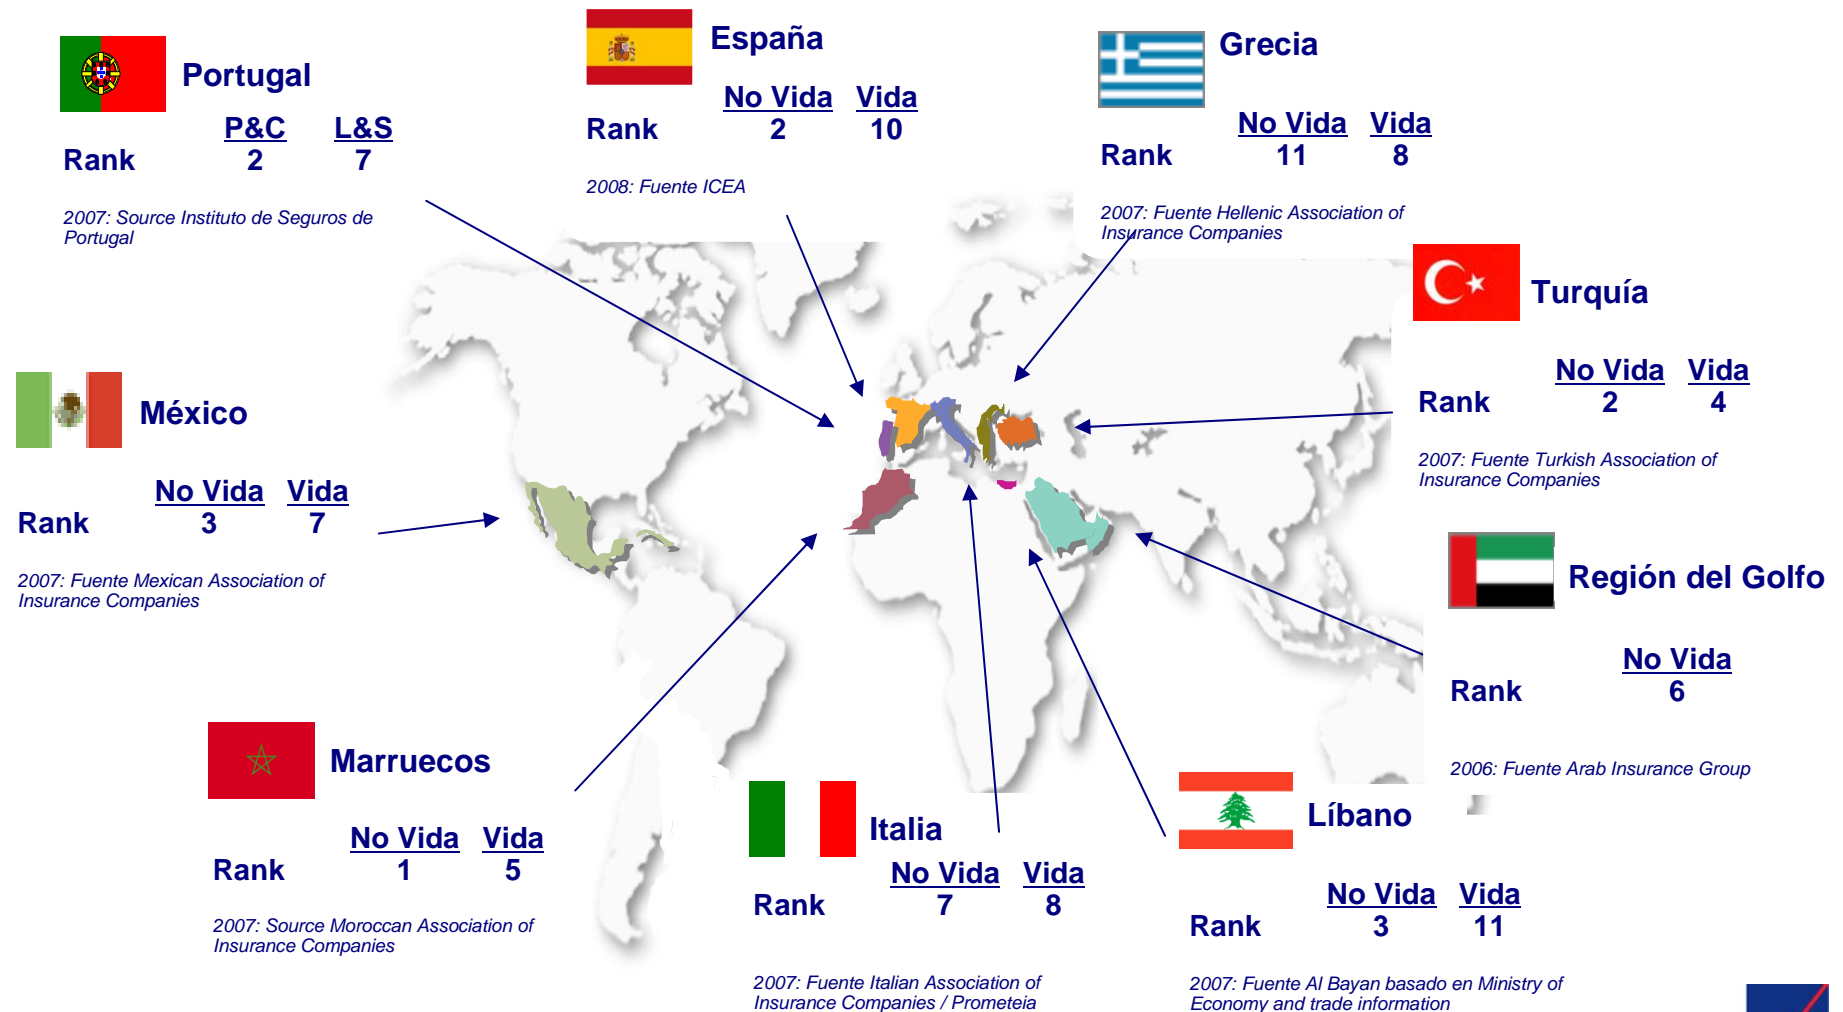 Portugal
P&C L&S
Rank 2 7
2007: Source Instituto de Seguros de
Portugal
España
No Vida Vida
Rank 2 10
2008: Fuente ICEA
Grecia
No Vida Vida
Rank 11 8
2007: Fuente Hellenic Association of
Insurance Companies
Turquía
No Vida Vida
Rank 2 4
2007: Fuente Turkish Association of
Insurance Companies
México
No Vida Vida
Rank 3 7
2007: Fuente Mexican Association of
Insurance Companies
Región del Golfo
No Vida
Rank 6
2006: Fuente Arab Insurance Group
Marruecos
No Vida Vida
Rank 1 5
2007: Source Moroccan Association of
Insurance Companies
Italia
No Vida Vida
Rank 7 8
2007: Fuente Italian Association of
Insurance Companies / Prometeia
Líbano
No Vida Vida
Rank 3 11
2007: Fuente Al Bayan basado en Ministry of
Economy and trade information